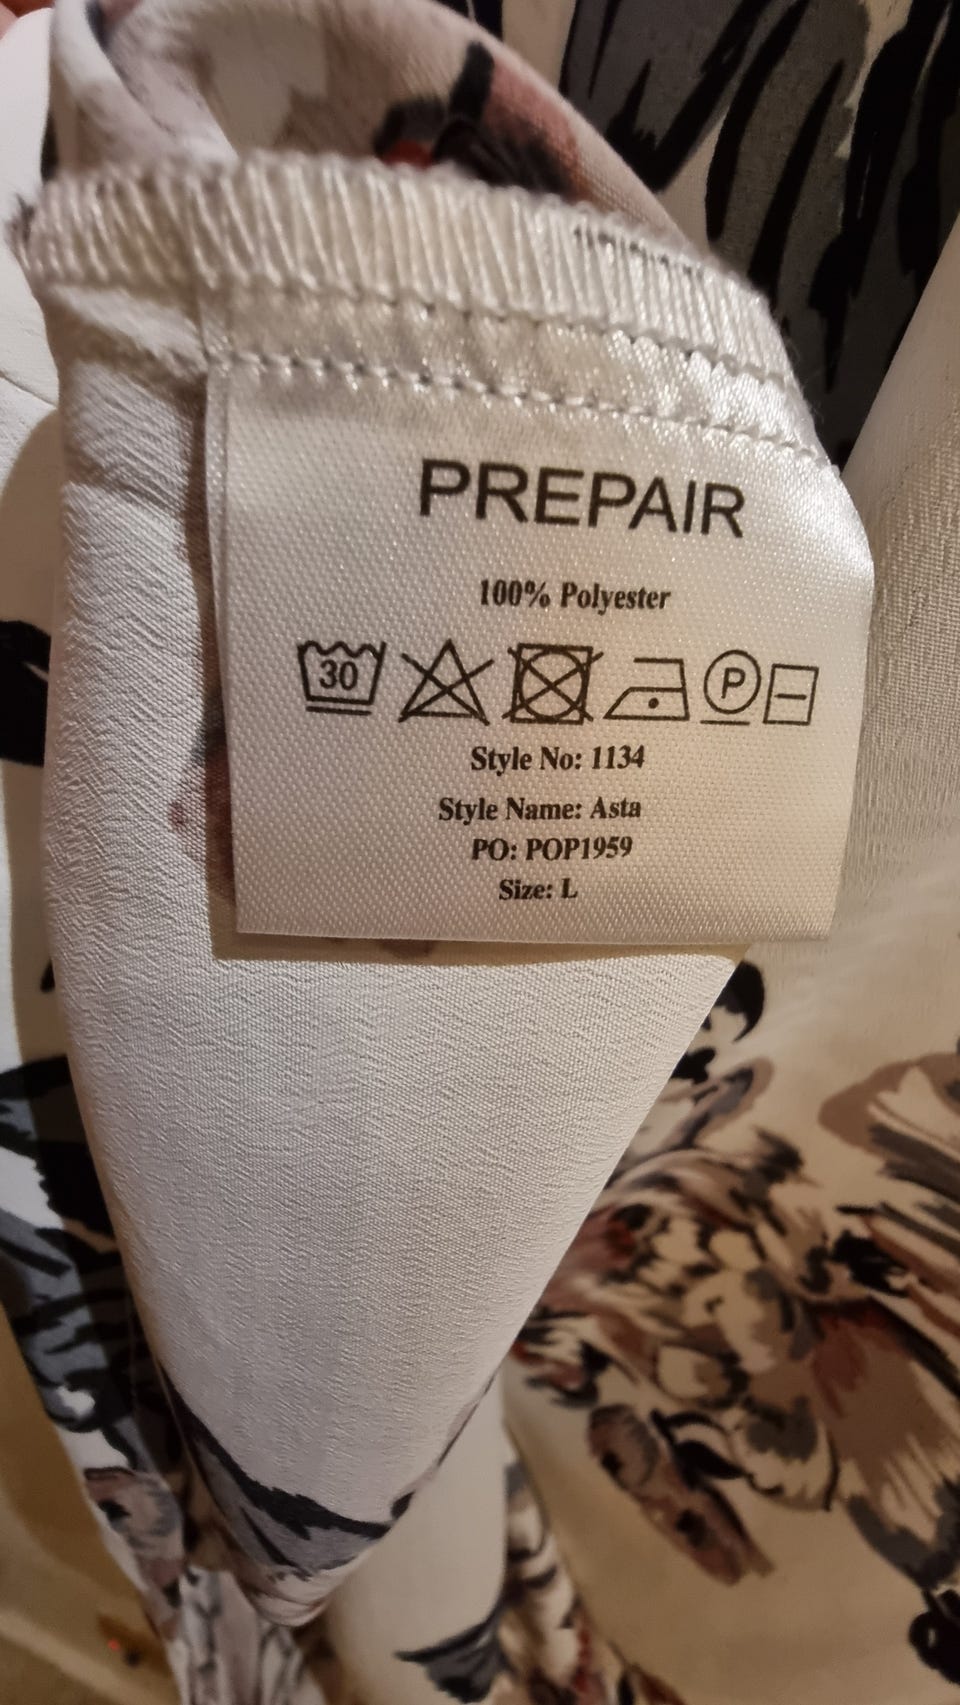 PREPAIR
100% Polyester
30 P
Style No: 1134
Style Name: Asta
PO: POP1959
Size: L